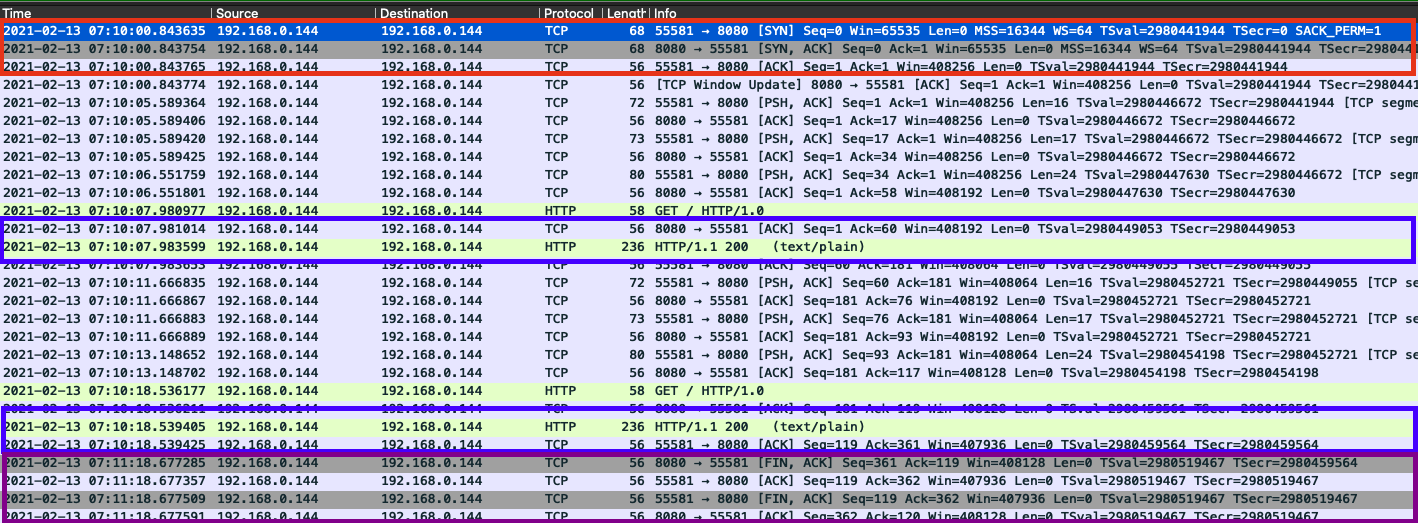 Time Source Destination Protocol Length Info
2021-02-13 07:10:00.843635 192.168.0.144 192.168.0.144 TCP 68 55581 → 8080 [SYN] Seq=0 Win=65535 Len=0 MSS=16344 WS=64 TSval=2980441944 TSecr=0 SACK_PERM=1
2021-02-13 07:10:00.843754 192.168.0.144 192.168.0.144 TCP 68 8080 → 55581 [SYN, ACK] Seq=0 Ack=1 Win=65535 Len=0 MSS=16344 WS=64 TSval=2980441944 TSecr=298044
2021-02-13 07:10:00.843765 192.168.0.144 192.168.0.144 TCP 56 55581 → 8080 [ACK] Seq=1 Ack=1 Win=408256 Len=0 TSval=2980441944 TSecr=2980441944
2021-02-13 07:10:00.843774 192.168.0.144 192.168.0.144 TCP 56 [TCP Window Update] 8080 → 55581 [ACK] Seq=1 Ack=1 Win=408256 Len=0 TSval=2980441944 TSecr=298044
2021-02-13 07:10:05.589364 192.168.0.144 192.168.0.144 TCP 72 55581 → 8080 [PSH, ACK] Seq=1 Ack=1 Win=408256 Len=16 TSval=2980446672 TSecr=2980441944 [TCP segm
2021-02-13 07:10:05.589406 192.168.0.144 192.168.0.144 TCP 56 8080 → 55581 [ACK] Seq=1 Ack=17 Win=408256 Len=0 TSval=2980446672 TSecr=2980446672
2021-02-13 07:10:05.589420 192.168.0.144 192.168.0.144 TCP 73 55581 → 8080 [PSH, ACK] Seq=17 Ack=1 Win=408256 Len=17 TSval=2980446672 TSecr=2980446672 [TCP seg
2021-02-13 07:10:05.589425 192.168.0.144 192.168.0.144 TCP 56 8080 → 55581 [ACK] Seq=1 Ack=34 Win=408256 Len=0 TSval=2980446672 TSecr=2980446672
2021-02-13 07:10:06.551759 192.168.0.144 192.168.0.144 TCP 80 55581 → 8080 [PSH, ACK] Seq=34 Ack=1 Win=408256 Len=24 TSval=2980447630 TSecr=2980446672 [TCP seg
2021-02-13 07:10:06.551801 192.168.0.144 192.168.0.144 TCP 56 8080 → 55581 [ACK] Seq=1 Ack=58 Win=408192 Len=0 TSval=2980447630 TSecr=2980447630
2021-02-13 07:10:07.980977 192.168.0.144 192.168.0.144 HTTP 58 GET / HTTP/1.0
2021-02-13 07:10:07.981014 192.168.0.144 192.168.0.144 TCP 56 8080 → 55581 [ACK] Seq=1 Ack=60 Win=408192 Len=0 TSval=2980449053 TSecr=2980449053
2021-02-13 07:10:07.983599 192.168.0.144 192.168.0.144 HTTP 236 HTTP/1.1 200 (text/plain)
2021-02-13 07:10:07.983653 192.168.0.144 192.168.0.144 TCP 56 55581 → 8080 [ACK] Seq=60 Ack=181 Win=408064 Len=0 TSval=2980449055 TSecr=2980449055
2021-02-13 07:10:11.666835 192.168.0.144 192.168.0.144 TCP 72 55581 → 8080 [PSH, ACK] Seq=60 Ack=181 Win=408064 Len=16 TSval=2980452721 TSecr=2980449055 [TCP se
2021-02-13 07:10:11.666867 192.168.0.144 192.168.0.144 TCP 56 8080 → 55581 [ACK] Seq=181 Ack=76 Win=408192 Len=0 TSval=2980452721 TSecr=2980452721
2021-02-13 07:10:11.666883 192.168.0.144 192.168.0.144 TCP 73 55581 → 8080 [PSH, ACK] Seq=76 Ack=181 Win=408064 Len=17 TSval=2980452721 TSecr=2980452721 [TCP se
2021-02-13 07:10:11.666889 192.168.0.144 192.168.0.144 TCP 56 8080 → 55581 [ACK] Seq=181 Ack=93 Win=408192 Len=0 TSval=2980452721 TSecr=2980452721
2021-02-13 07:10:13.148652 192.168.0.144 192.168.0.144 TCP 80 55581 → 8080 [PSH, ACK] Seq=93 Ack=181 Win=408064 Len=24 TSval=2980454198 TSecr=2980452721 [TCP se
2021-02-13 07:10:13.148702 192.168.0.144 192.168.0.144 TCP 56 8080 → 55581 [ACK] Seq=181 Ack=117 Win=408128 Len=0 TSval=2980454198 TSecr=2980454198
2021-02-13 07:10:18.536177 192.168.0.144 192.168.0.144 HTTP 58 GET / HTTP/1.0
2021-02-13 07:10:18.536211 192.168.0.144 192.168.0.144 TCP 56 8080 → 55581 [ACK] Seq=181 Ack=119 Win=408128 Len=0 TSval=2980459561 TSecr=2980459561
2021-02-13 07:10:18.539405 192.168.0.144 192.168.0.144 HTTP 236 HTTP/1.1 200 (text/plain)
2021-02-13 07:10:18.539425 192.168.0.144 192.168.0.144 TCP 56 55581 → 8080 [ACK] Seq=119 Ack=361 Win=407936 Len=0 TSval=2980459564 TSecr=2980459564
2021-02-13 07:11:18.677285 192.168.0.144 192.168.0.144 TCP 56 8080 → 55581 [FIN, ACK] Seq=361 Ack=119 Win=408128 Len=0 TSval=2980519467 TSecr=2980459564
2021-02-13 07:11:18.677357 192.168.0.144 192.168.0.144 TCP 56 55581 → 8080 [ACK] Seq=119 Ack=362 Win=407936 Len=0 TSval=2980519467 TSecr=2980519467
2021-02-13 07:11:18.677509 192.168.0.144 192.168.0.144 TCP 56 55581 → 8080 [FIN, ACK] Seq=119 Ack=362 Win=407936 Len=0 TSval=2980519467 TSecr=2980519467
2021-02-13 07:11:18.677591 192.168.0.144 192.168.0.144 TCP 56 8080 → 55581 [ACK] Seq=362 Ack=120 Win=408128 Len=0 TSval=2980519467 TSecr=2980519467